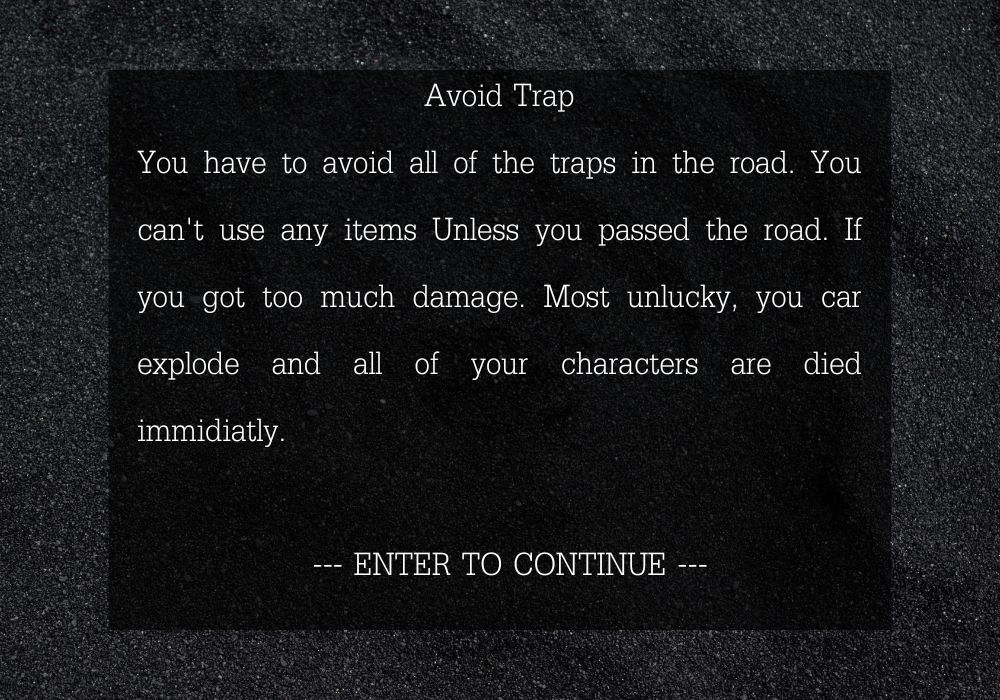 Avoid Trap
You have to avoid all of the traps in the road. You
can't use any items Unless you passed the road. If
you got too much damage. Most unlucky, you car
explode and all of your characters are died
immidiatly.
--- ENTER TO CONTINUE ---